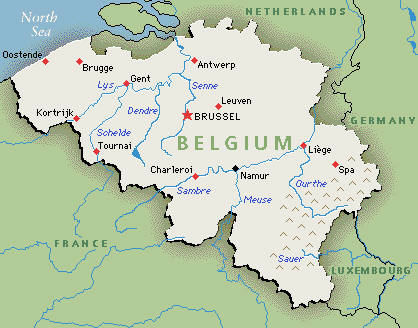 North
Sea
NETHERLANDS
Oostende
Brugge
Antwerp
Gent
Lys
Senne
Leuven
Dendre
Kortrijk
BRUSSEL
GERMANY
Schelde
Tournai
BELGIUM
Liège
Spa
Charleroi
Namur
Sambre
Ourthe
Meuse
FRANCE
Sauer
LUXEMBOURG